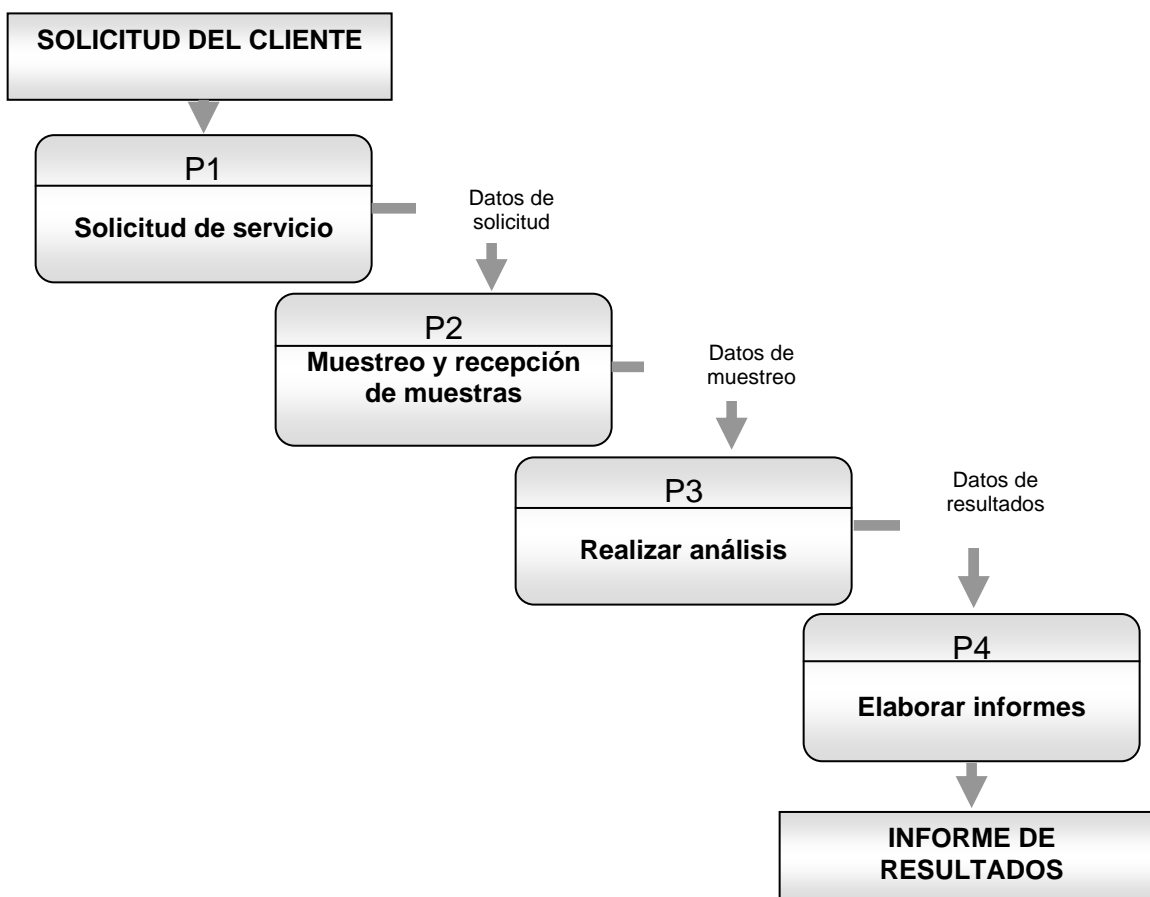 SOLICITUD DEL CLIENTE
P1
Solicitud de servicio
Datos de
solicitud
P2
Muestreo y recepción
de muestras
Datos de
muestreo
P3
Realizar análisis
Datos de
resultados
P4
Elaborar informes
INFORME DE
RESULTADOS